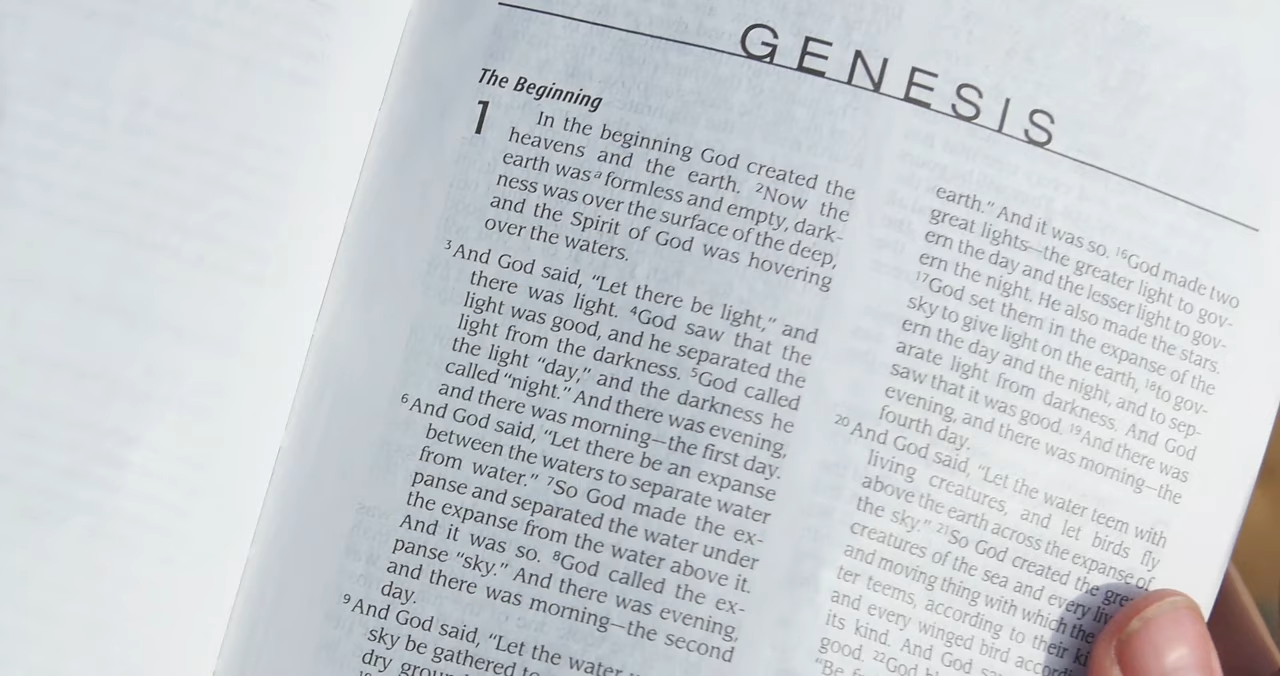 GENESIS
The Beginning
1 In the beginning God created the
heavens and the earth. 2Now the
earth was a formless and empty, dark-
ness was over the surface of the deep,
and the Spirit of God was hovering
over the waters.
3And God said, “Let there be light,” and
there was light. 4God saw that the
light was good, and he separated the
light from the darkness. 5God called
the light “day,” and the darkness he
called “night.” And there was evening,
and there was morning—the first day.
6And God said, “Let there be an expanse
between the waters to separate water
from water.” 7So God made the ex-
panse and separated the water under
the expanse from the water above it.
And it was so. 8God called the ex-
panse “sky.” And there was evening,
and there was morning—the second
day.
9And God said, “Let the water
sky be gathered to
dry ground
earth.” And it was so. 16God made two
great lights—the greater light to gov-
ern the day and the lesser light to gov-
ern the night. He also made the stars.
17God set them in the expanse of the
sky to give light on the earth, 18to gov-
ern the day and the night, and to sep-
arate light from darkness. And God
saw that it was good. 19And there was
evening, and there was morning—the
fourth day.
20And God said, “Let the water teem with
living creatures, and let birds fly
above the earth across the expanse of
the sky.” 21So God created the
creatures of the sea and every
and moving thing with which the
ter teems, according to their
and every winged bird
its kind. And God
good. 22God
“Be